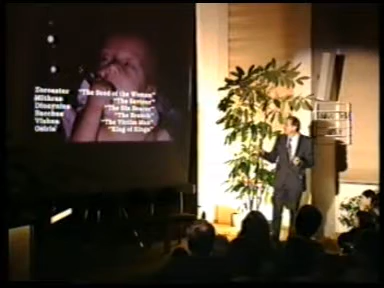 Zoroaster "The Seed of the Woman"
Mithras "The Saviour"
Dionysius "The Sin Bearer"
Bacchus "The Branch"
Vishnu "The Victim Man"
Osiris "King of Kings"